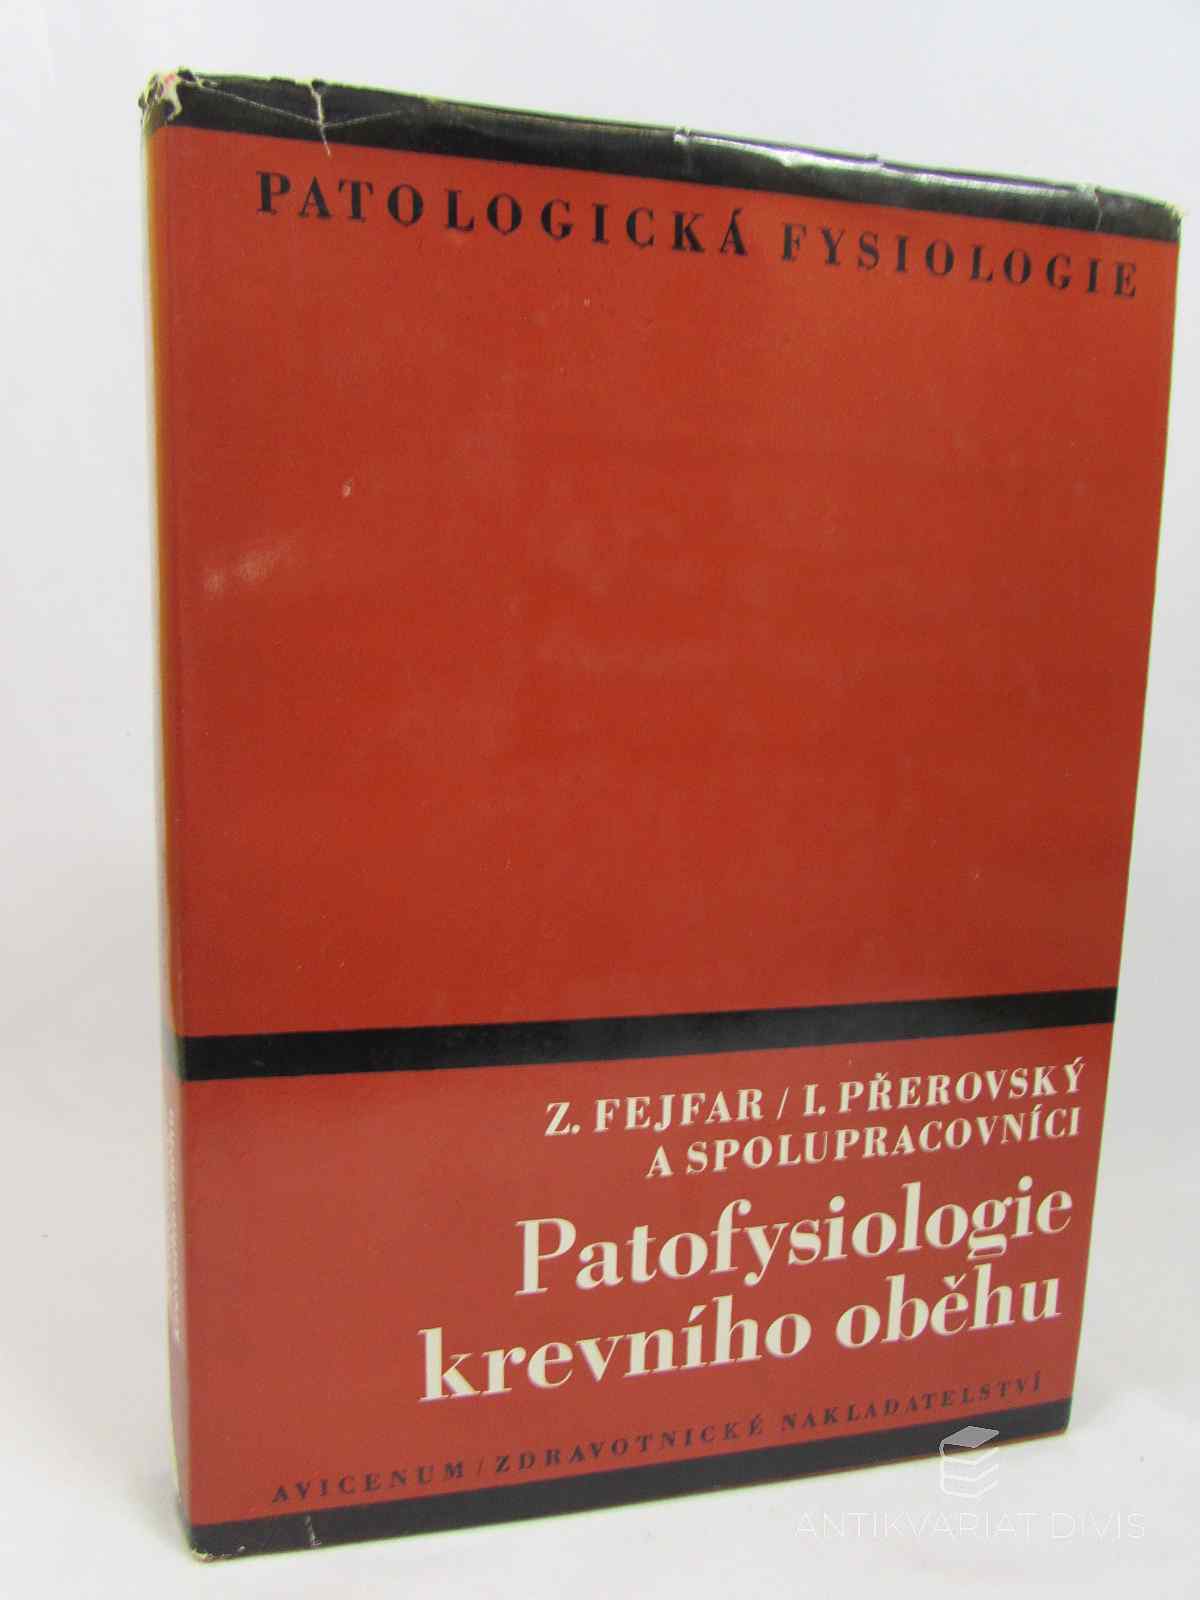 PATOLOGICKÁ FYSIOLOGIE
Z. FEJFAR / I. PŘEROVSKÝ
A SPOLUPRACOVNÍCI
Patofysiologie
krevního oběhu
AVICENUM / ZDRAVOTNICKÉ NAKLADATELSTVÍ
ANTIKVARIAT DIVIS